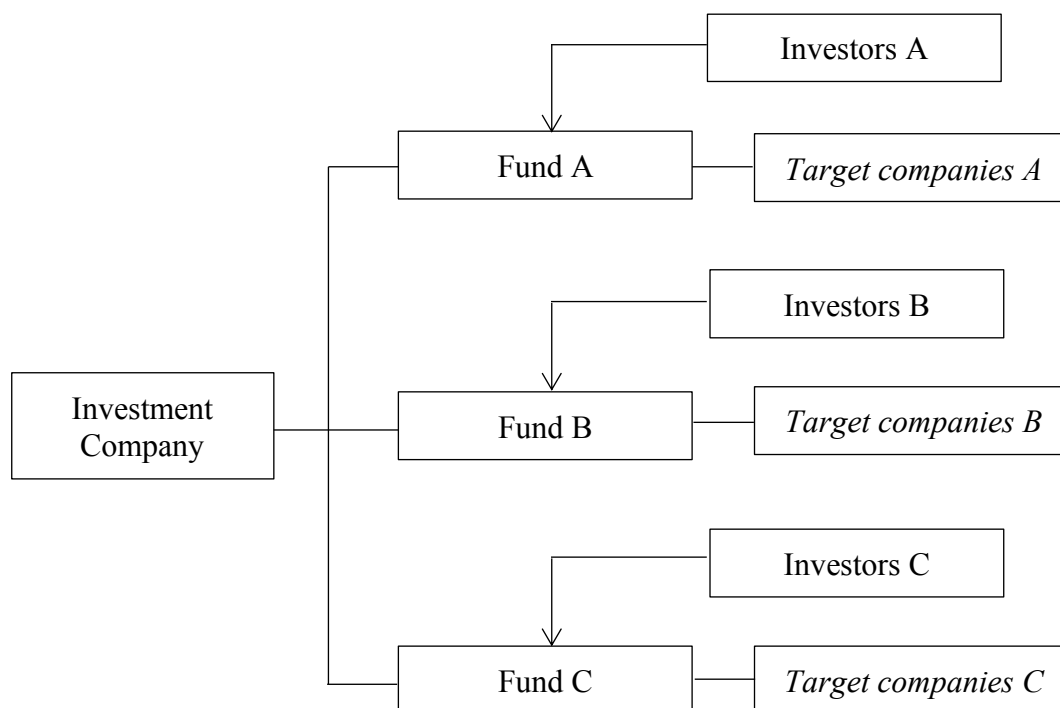 Investors A
Fund A
Target companies A
Investors B
Investment
Company
Fund B
Target companies B
Investors C
Fund C
Target companies C